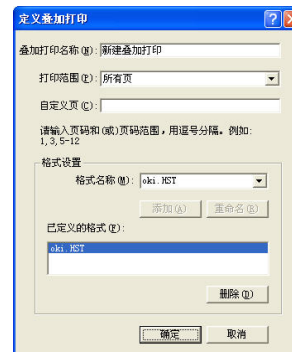 定义叠加打印
叠加打印名称(N): 新建叠加打印
打印范围(P): 所有页
自定义页(C):
请输入页码和(或)页码范围，用逗号分隔。例如:
1,3,5-12
格式设置
格式名称(M): oki.HST
添加(A) 重命名(R)
已定义的格式(F):
oki.HST
删除(D)
确定 取消